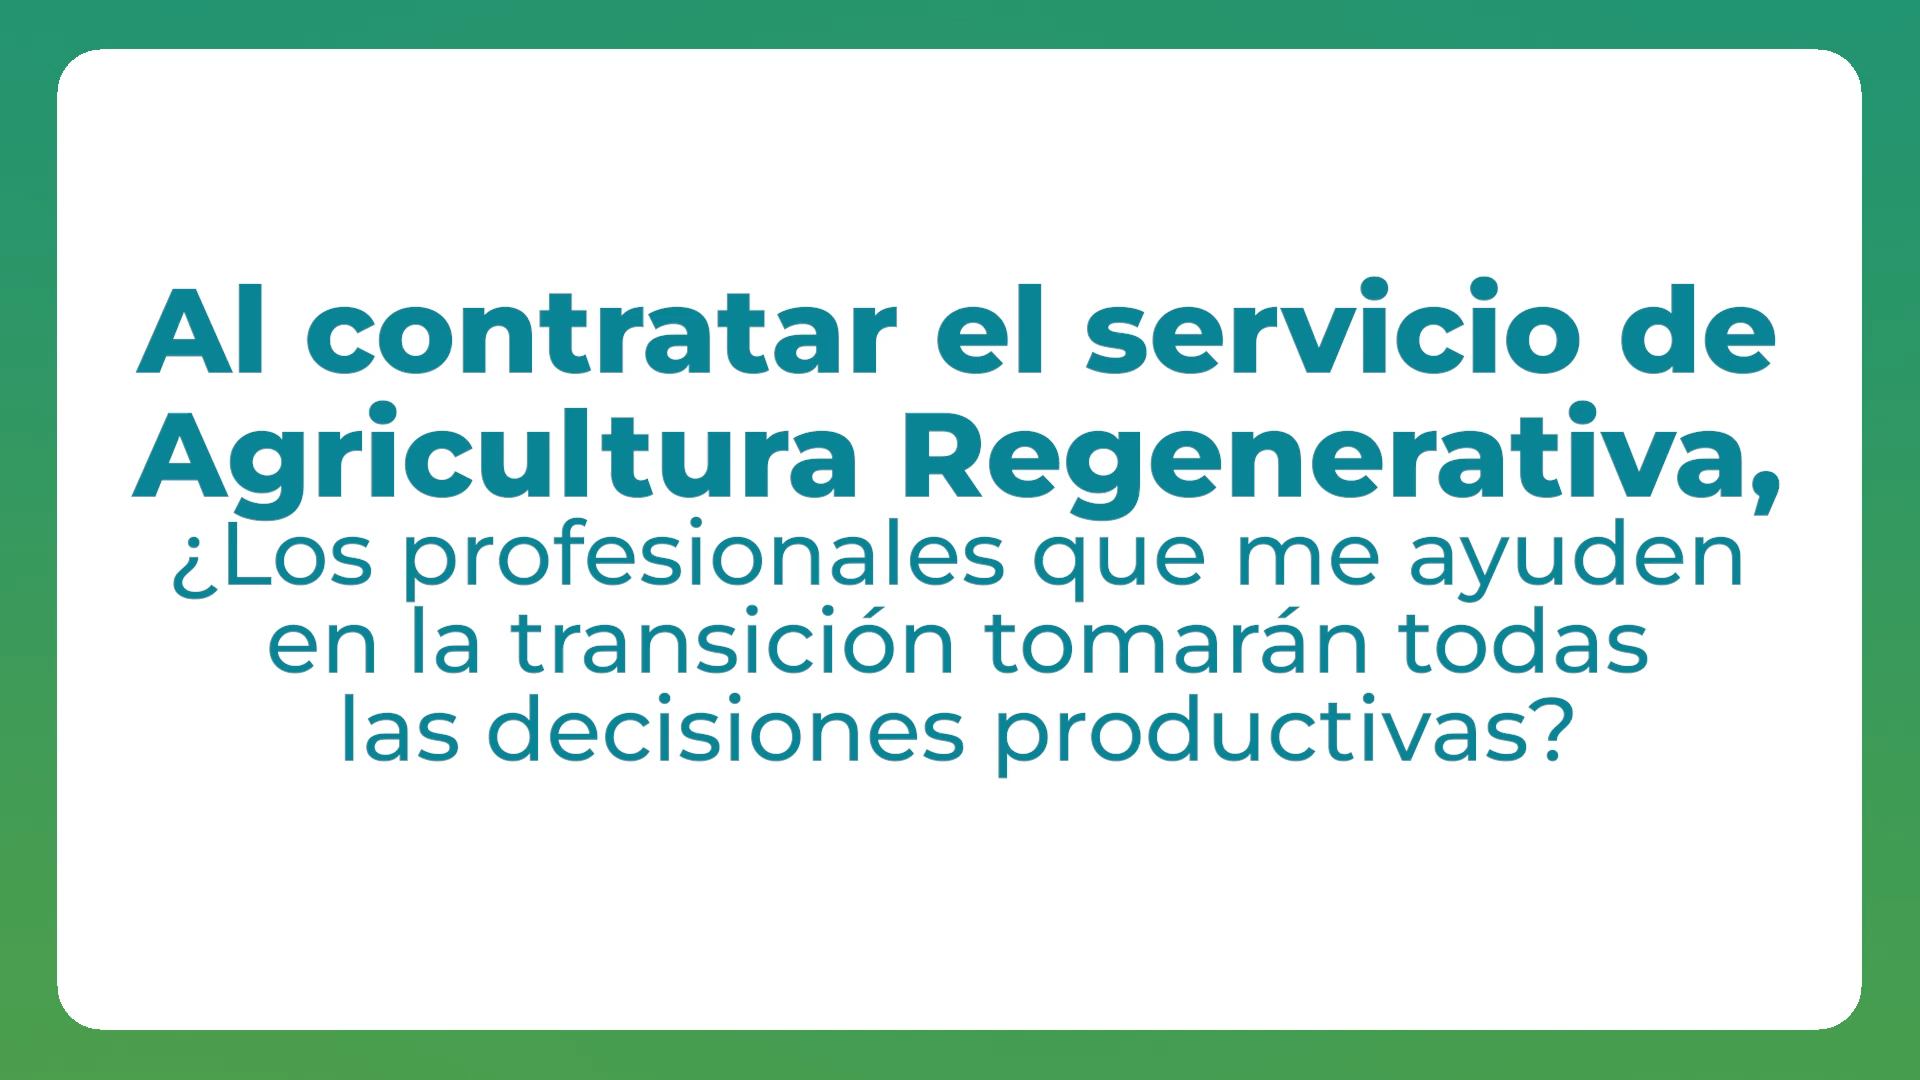 Al contratar el servicio de
Agricultura Regenerativa,
¿Los profesionales que me ayuden
en la transición tomarán todas
las decisiones productivas?